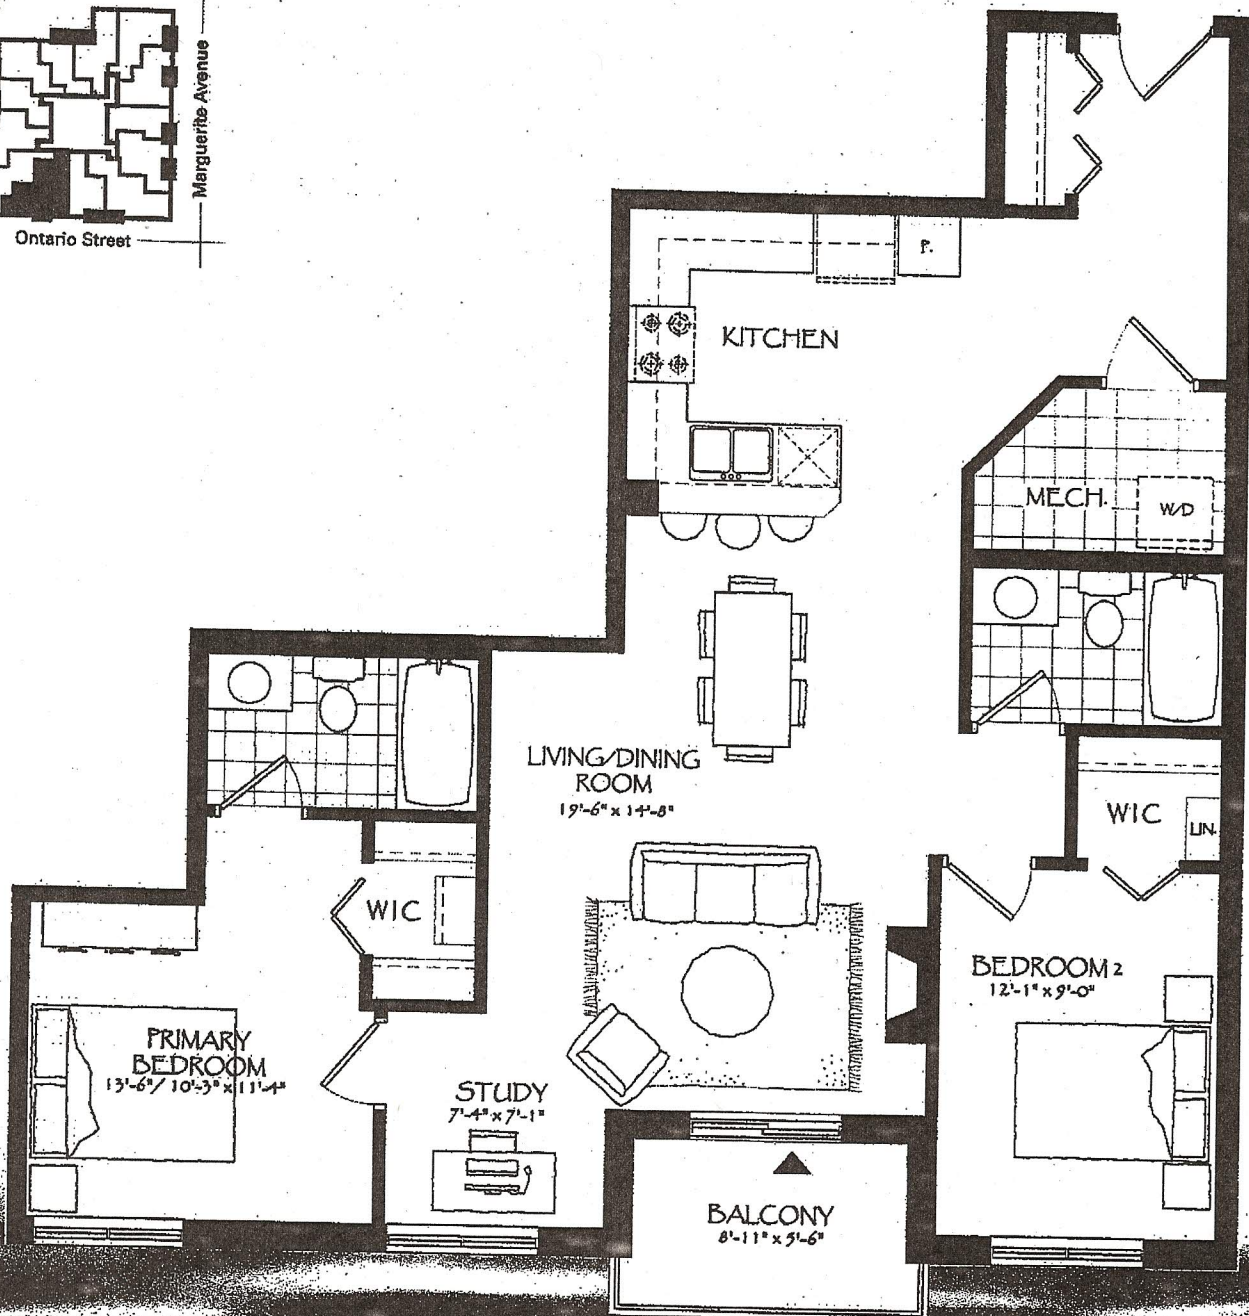 Marguerite Avenue
Ontario Street
F.
KITCHEN
MECH.
W/D
LIVING/DINING
ROOM
19'-6" x 14'-8"
WIC
LIN.
WIC
BEDROOM 2
12'-1" x 9'-0"
PRIMARY
BEDROOM
13'-6"/ 10'-3" x 11'-4"
STUDY
7'-4" x 7'-1"
BALCONY
8'-11" x 5'-6"